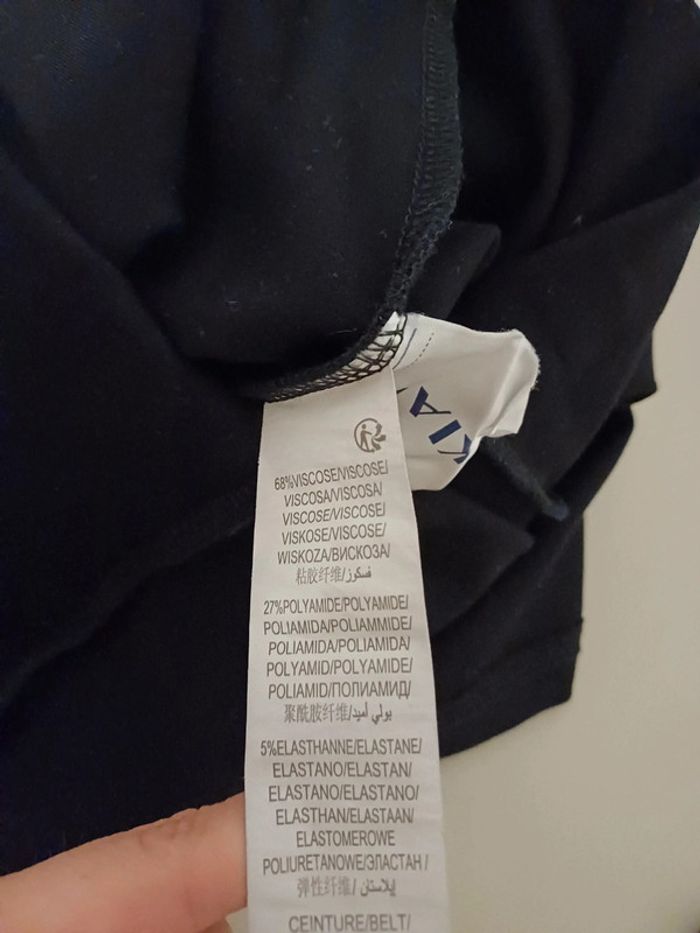 KIA
68%VISCOSE/VISCOSE/
VISCOSA/VISCOSA/
VISCOSE/VISCOSE/
VISKOSE/VISCOSE/
WISKOZA/ВИСКОЗА/
粘胶纤维/فسكوز
27%POLYAMIDE/POLYAMIDE/
POLIAMIDA/POLIAMMIDE/
POLIAMIDA/POLIAMIDA/
POLYAMID/POLYAMIDE/
POLIAMID/ПОЛИАМИД/
聚酰胺纤维/بولي أميد
5%ELASTHANNE/ELASTANE/
ELASTANO/ELASTAN/
ELASTANO/ELASTANO/
ELASTHAN/ELASTAAN/
ELASTOMEROWE
POLIURETANOWE/ЭЛАСТАН/
弹性纤维/إيلاستان
CEINTURE/BELT/